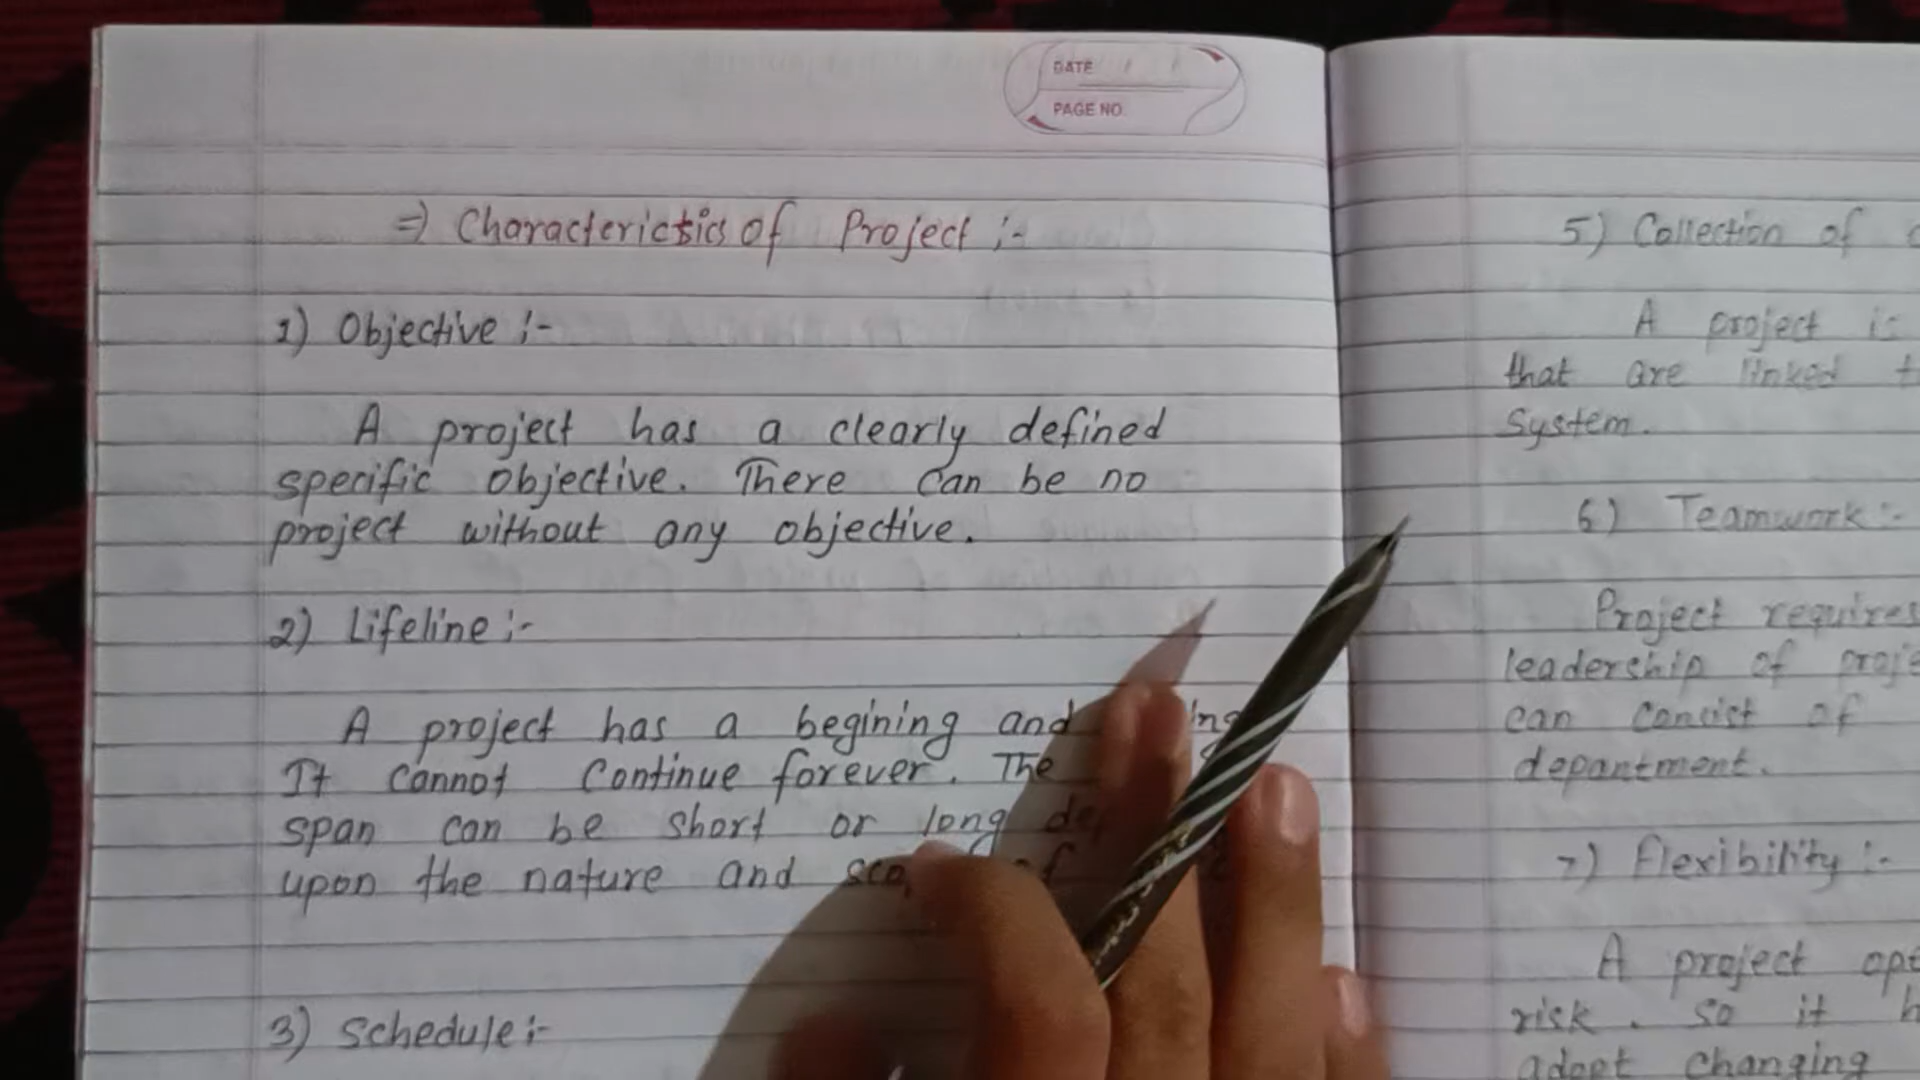 DATE
PAGE NO.
=) Charactericstics of Project :-
1) Objective :-
A project has a clearly defined
specific objective. There can be no
project without any objective.
2) Lifeline :-
A project has a begining and
It cannot continue forever. The
span can be short or long
upon the nature and
3) Schedule :-
5) Collection of
A project is
that are linked
System.
6) Teamwork :-
Project requires
leadership of
can consist of
department.
7) Flexibility :-
A project
risk. so it
adopt changing